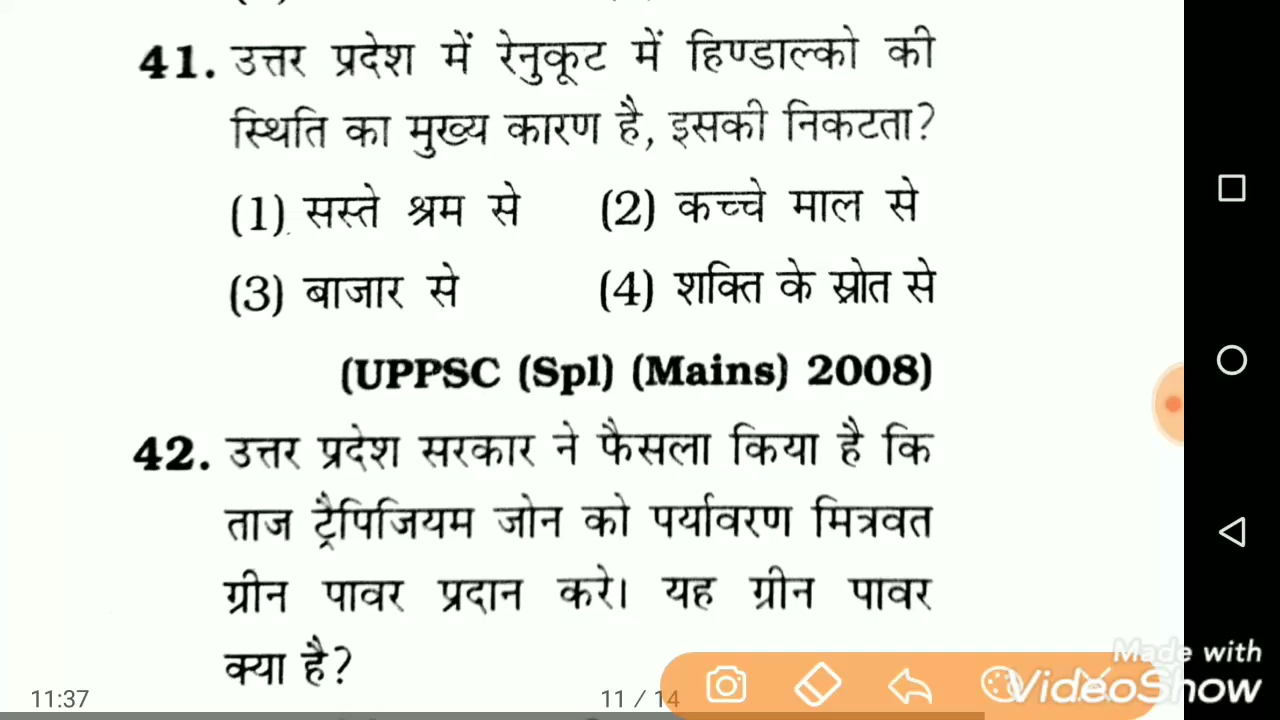 41. उत्तर प्रदेश में रेनुकूट में हिण्डाल्को की
स्थिति का मुख्य कारण है, इसकी निकटता?
(1) सस्ते श्रम से (2) कच्चे माल से
(3) बाजार से (4) शक्ति के स्रोत से
(UPPSC (Spl) (Mains) 2008)
42. उत्तर प्रदेश सरकार ने फैसला किया है कि
ताज ट्रैपिजियम जोन को पर्यावरण मित्रवत
ग्रीन पावर प्रदान करे। यह ग्रीन पावर
क्या है?
Made with
VideoShow
11:37 11 / 14